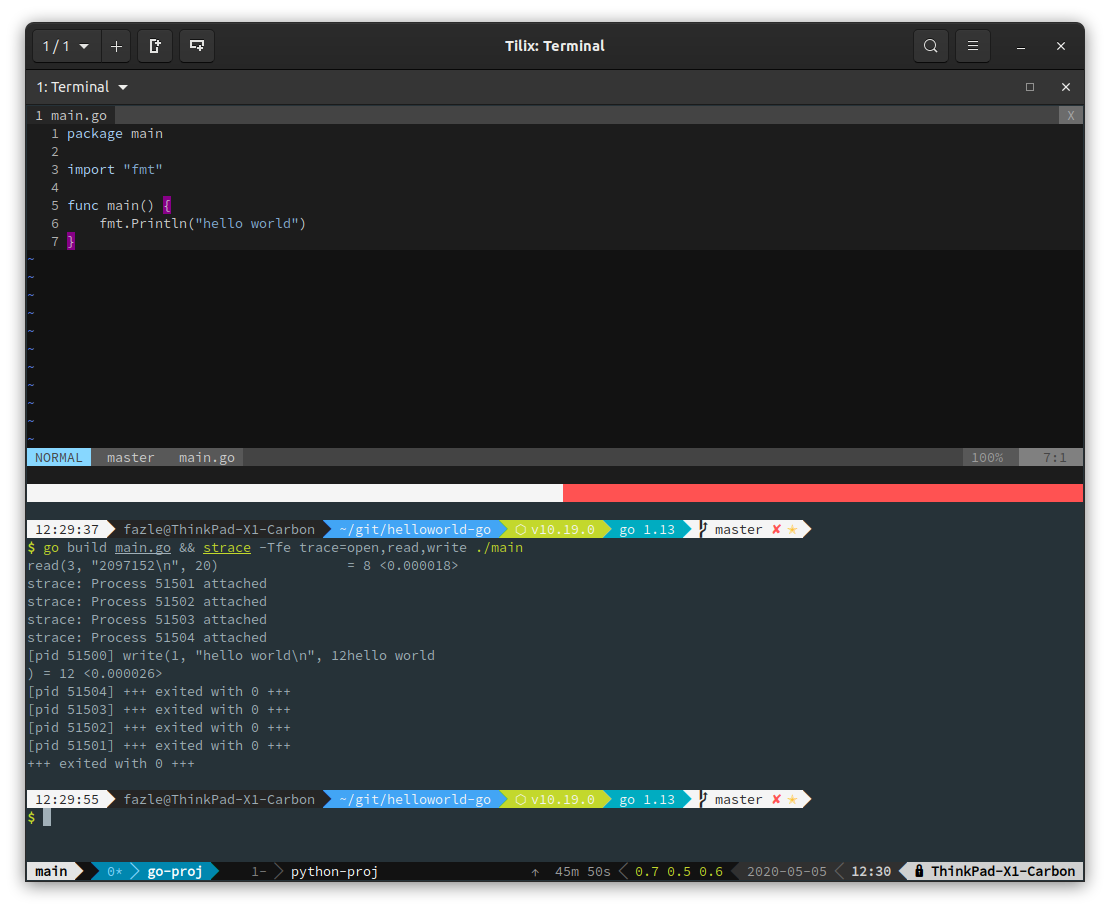 1 / 1 Tilix: Terminal
1: Terminal
1 main.go X
1 package main
2
3 import "fmt"
4
5 func main() {
6     fmt.Println("hello world")
7 }
~
~
~
~
~
~
~
~
~
~
~
NORMAL master main.go 100% 7:1
12:29:37 fazle@ThinkPad-X1-Carbon ~/git/helloworld-go ⬡ v10.19.0 go 1.13 master ✘ ★
$ go build main.go && strace -Tfe trace=open,read,write ./main
read(3, "2097152\n", 20)                = 8 <0.000018>
strace: Process 51501 attached
strace: Process 51502 attached
strace: Process 51503 attached
strace: Process 51504 attached
[pid 51500] write(1, "hello world\n", 12hello world
) = 12 <0.000026>
[pid 51504] +++ exited with 0 +++
[pid 51503] +++ exited with 0 +++
[pid 51502] +++ exited with 0 +++
[pid 51501] +++ exited with 0 +++
+++ exited with 0 +++
12:29:55 fazle@ThinkPad-X1-Carbon ~/git/helloworld-go ⬡ v10.19.0 go 1.13 master ✘ ★
$
main 0* go-proj 1- python-proj ↑ 45m 50s 0.7 0.5 0.6 2020-05-05 12:30 ThinkPad-X1-Carbon